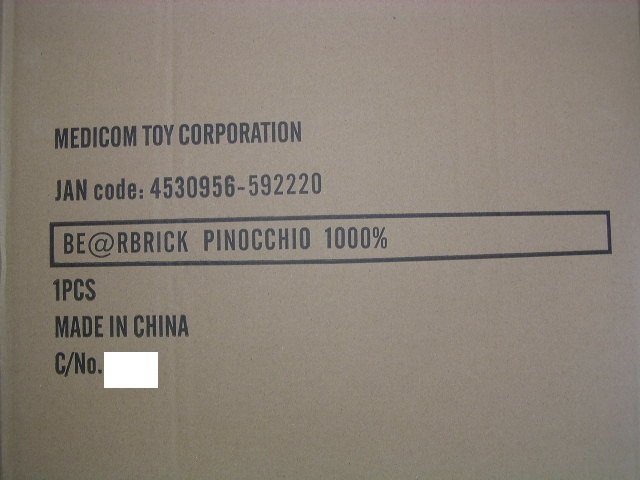 MEDICOM TOY CORPORATION
JAN code: 4530956-592220
BE@RBRICK PINOCCHIO 1000%
1PCS
MADE IN CHINA
C/No.